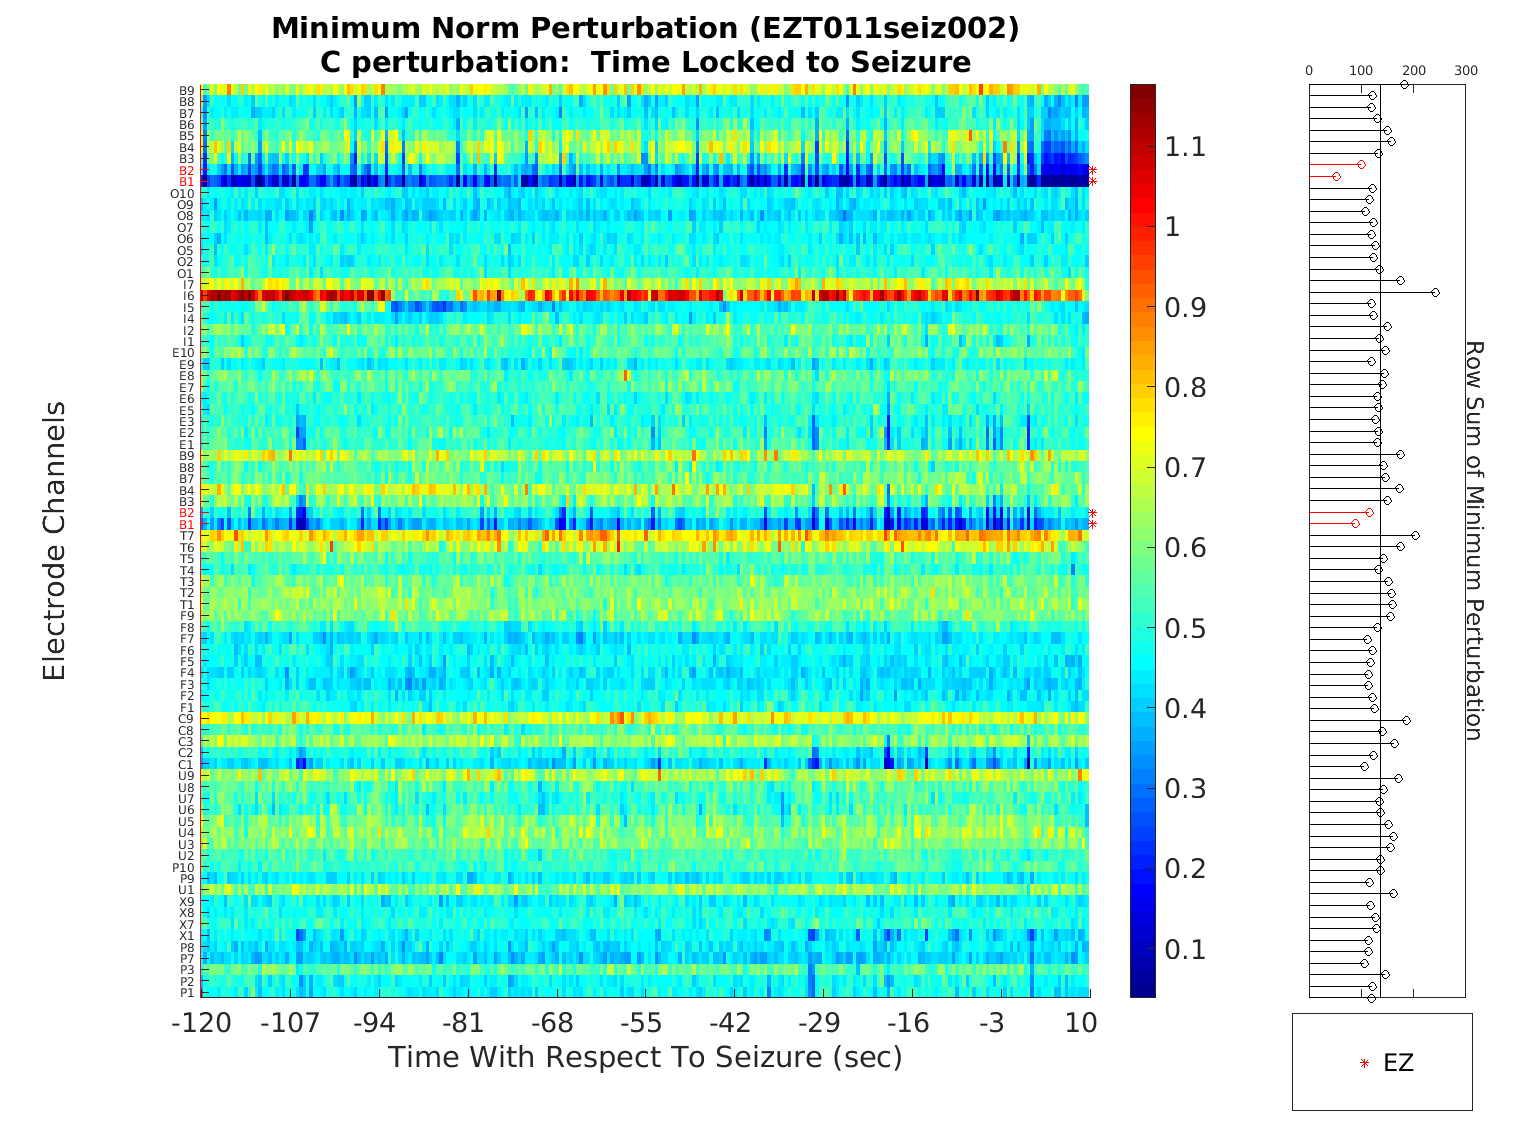 Minimum Norm Perturbation (EZT011seiz002)
C perturbation:  Time Locked to Seizure
0 100 200 300
B9
B8
B7
B6
B5
B4
B3
B2
B1
O10
O9
O8
O7
O6
O5
O2
O1
I7
I6
I5
I4
I2
I1
E10
E9
E8
E7
E6
E5
E3
E2
E1
B9
B8
B7
B4
B3
B2
B1
T7
T6
T5
T4
T3
T2
T1
F9
F8
F7
F6
F5
F4
F3
F2
F1
C9
C8
C3
C2
C1
U9
U8
U7
U6
U5
U4
U3
U2
P10
P9
U1
X9
X8
X7
X1
P8
P7
P3
P2
P1
Electrode Channels
1.1
1
0.9
0.8
0.7
0.6
0.5
0.4
0.3
0.2
0.1
Row Sum of Minimum Perturbation
-120 -107 -94 -81 -68 -55 -42 -29 -16 -3 10
Time With Respect To Seizure (sec)
EZ